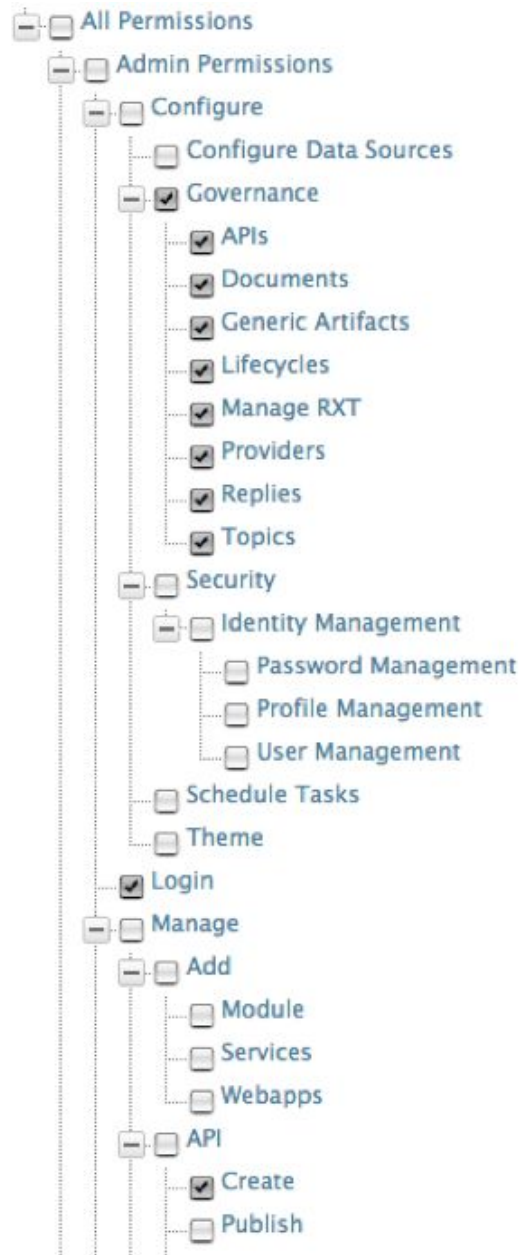 All Permissions
Admin Permissions
Configure
Configure Data Sources
Governance
APIs
Documents
Generic Artifacts
Lifecycles
Manage RXT
Providers
Replies
Topics
Security
Identity Management
Password Management
Profile Management
User Management
Schedule Tasks
Theme
Login
Manage
Add
Module
Services
Webapps
API
Create
Publish